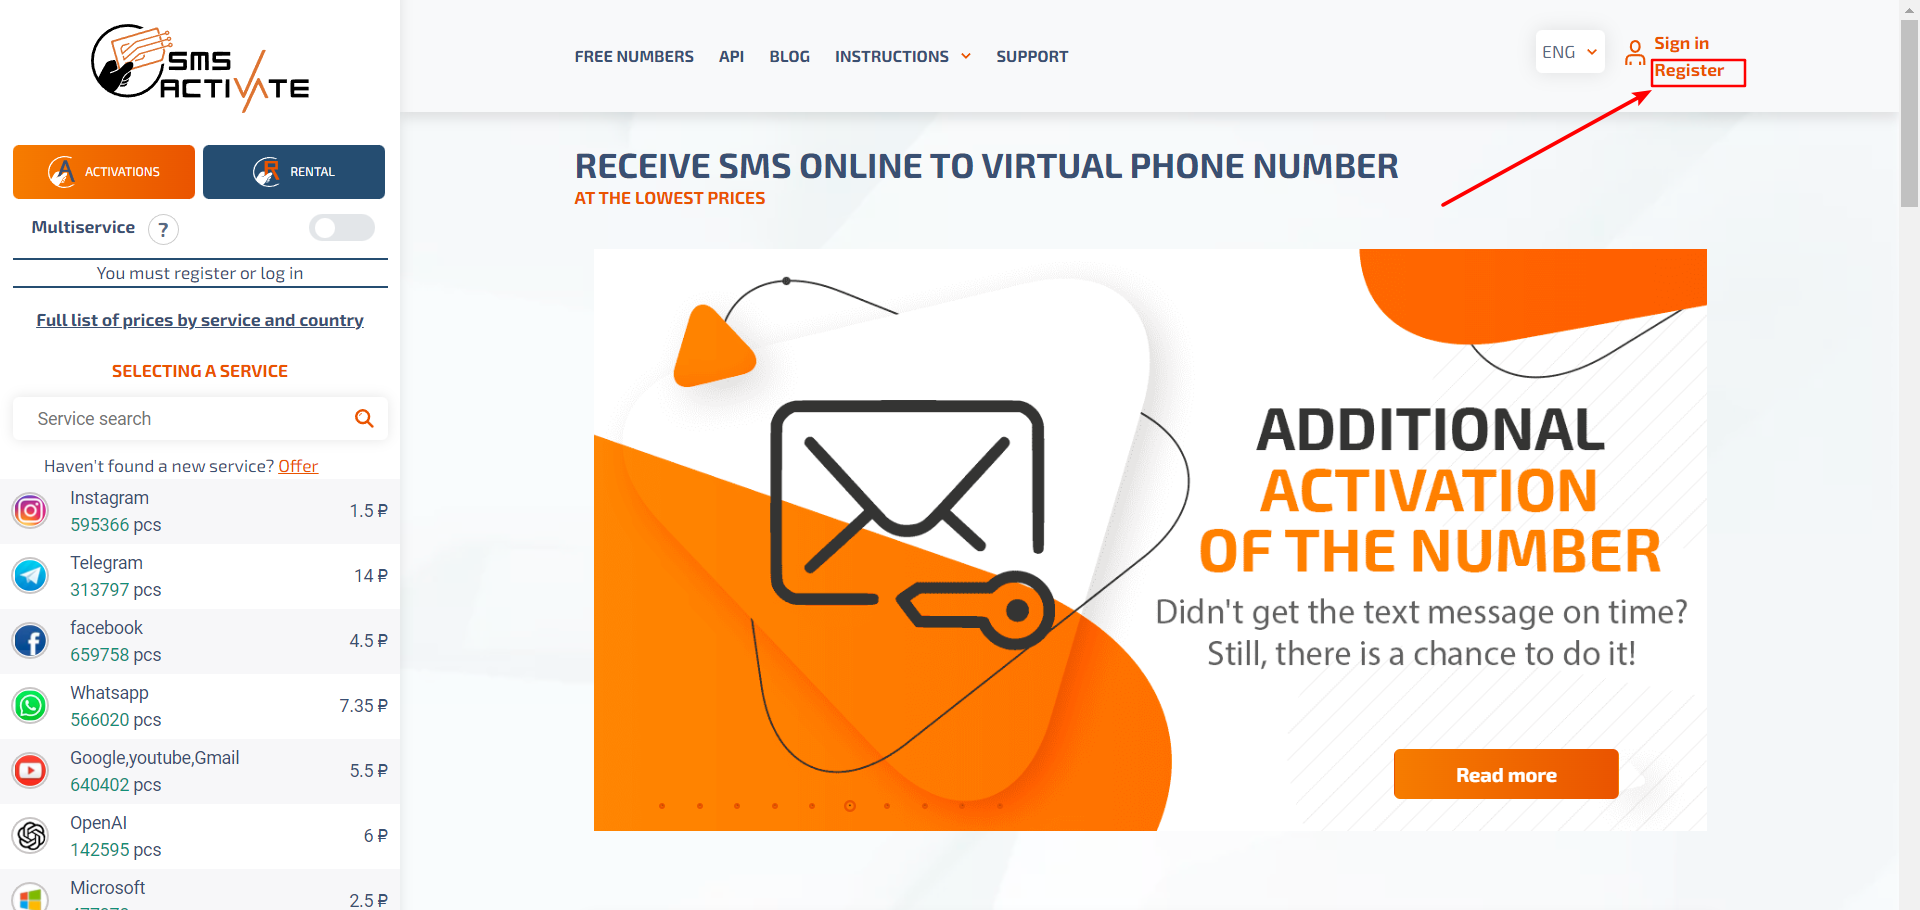 SMS
ACTIVATE
FREE NUMBERS
API
BLOG
INSTRUCTIONS
SUPPORT
ENG
Sign in
Register
ACTIVATIONS
RENTAL
Multiservice ?
You must register or log in
Full list of prices by service and country
SELECTING A SERVICE
Service search
Haven't found a new service? Offer
Instagram
595366 pcs
1.5 ₽
Telegram
313797 pcs
14 ₽
facebook
659758 pcs
4.5 ₽
Whatsapp
566020 pcs
7.35 ₽
Google,youtube,Gmail
640402 pcs
5.5 ₽
OpenAI
142595 pcs
6 ₽
Microsoft
2.5 ₽
RECEIVE SMS ONLINE TO VIRTUAL PHONE NUMBER
AT THE LOWEST PRICES
ADDITIONAL
ACTIVATION
OF THE NUMBER
Didn't get the text message on time?
Still, there is a chance to do it!
Read more